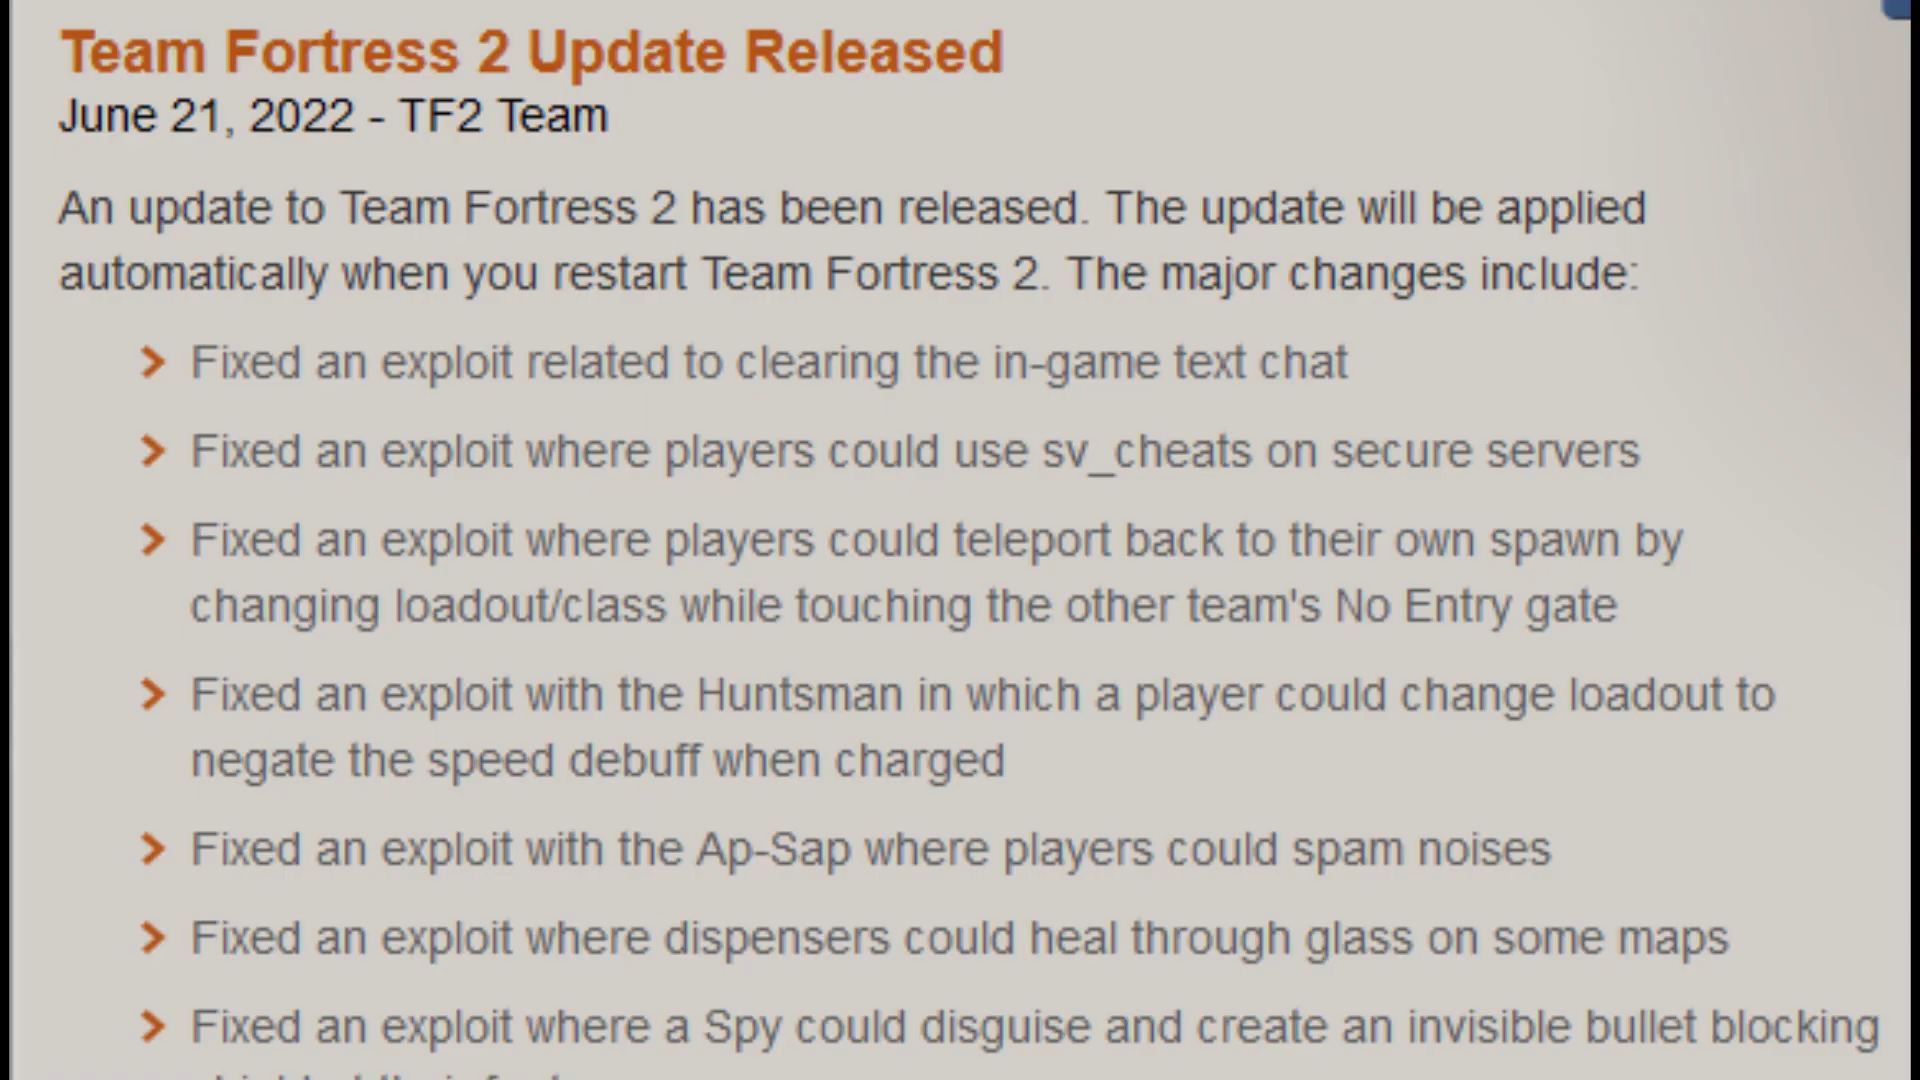 Team Fortress 2 Update Released
June 21, 2022 - TF2 Team
An update to Team Fortress 2 has been released. The update will be applied
automatically when you restart Team Fortress 2. The major changes include:
Fixed an exploit related to clearing the in-game text chat
Fixed an exploit where players could use sv_cheats on secure servers
Fixed an exploit where players could teleport back to their own spawn by
changing loadout/class while touching the other team's No Entry gate
Fixed an exploit with the Huntsman in which a player could change loadout to
negate the speed debuff when charged
Fixed an exploit with the Ap-Sap where players could spam noises
Fixed an exploit where dispensers could heal through glass on some maps
Fixed an exploit where a Spy could disguise and create an invisible bullet blocking